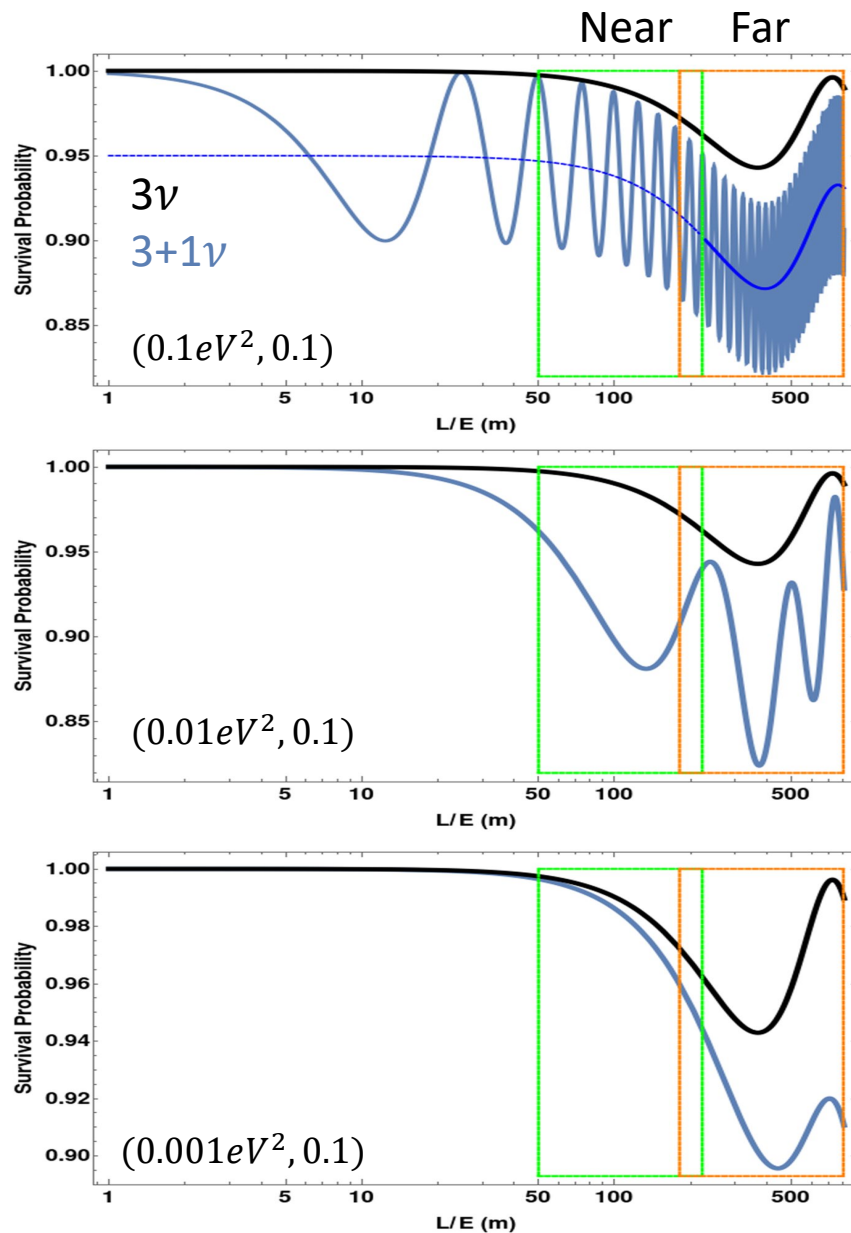 Near Far
1.00
0.95
0.90
0.85
Survival Probability
3ν
3+1ν
(0.1eV², 0.1)
1 5 10 50 100 500
L/E (m)
1.00
0.95
0.90
0.85
Survival Probability
(0.01eV², 0.1)
1 5 10 50 100 500
L/E (m)
1.00
0.98
0.96
0.94
0.92
0.90
Survival Probability
(0.001eV², 0.1)
1 5 10 50 100 500
L/E (m)